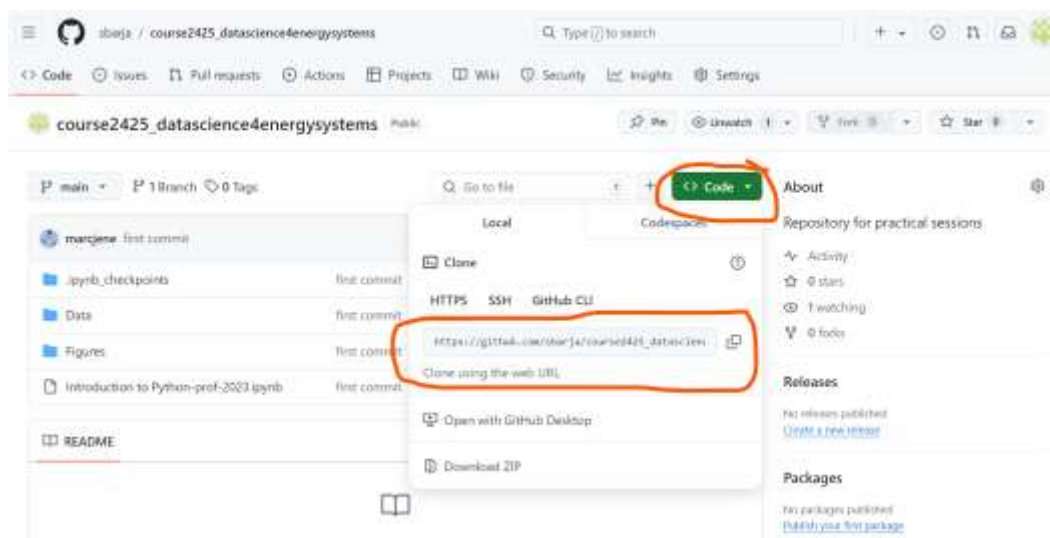 sbarja / course2425_datascience4energysystems
Type / to search
Code Issues Pull requests Actions Projects Wiki Security Insights Settings
course2425_datascience4energysystems Public
Pin Unwatch 1 Fork 0 Star 0
main 1 Branch 0 Tags
Go to file t + Code
About
Local Codespaces
Repository for practical sessions
marcjene first commit
Clone
Activity
.ipynb_checkpoints first commit
0 stars
HTTPS SSH GitHub CLI
1 watching
Data first commit
0 forks
https://github.com/sbarja/course2425_datascien
Figures first commit
Clone using the web URL.
Introduction to Python-prof-2023.ipynb first commit
Releases
No releases published
Create a new release
Open with GitHub Desktop
README
Download ZIP
Packages
No packages published
Publish your first package